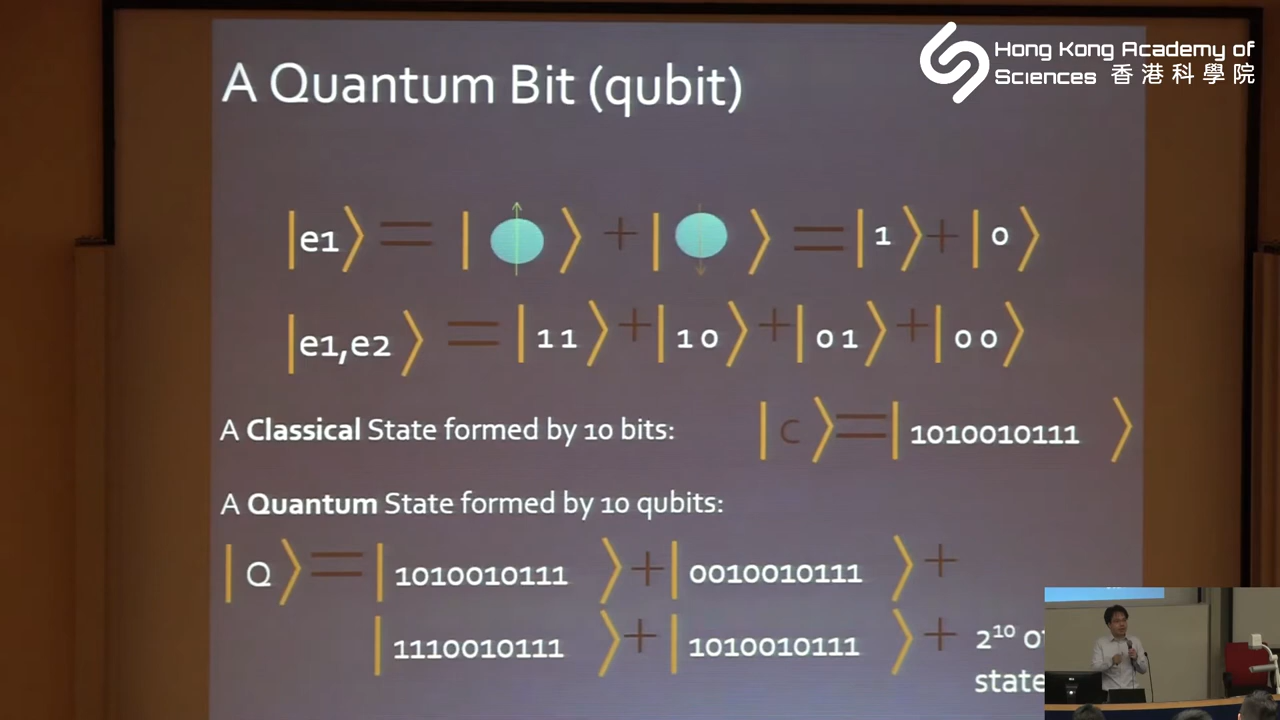 Hong Kong Academy of
Sciences 香港科學院
A Quantum Bit (qubit)
|e1⟩ = | ⟩ + | ⟩ = |1⟩ + |0⟩
|e1,e2⟩ = |11⟩ + |10⟩ + |01⟩ + |00⟩
A Classical State formed by 10 bits: |C⟩ = |1010010111⟩
A Quantum State formed by 10 qubits:
|Q⟩ = |1010010111⟩ + |0010010111⟩ +
|1110010111⟩ + |1010010111⟩ + 2¹⁰